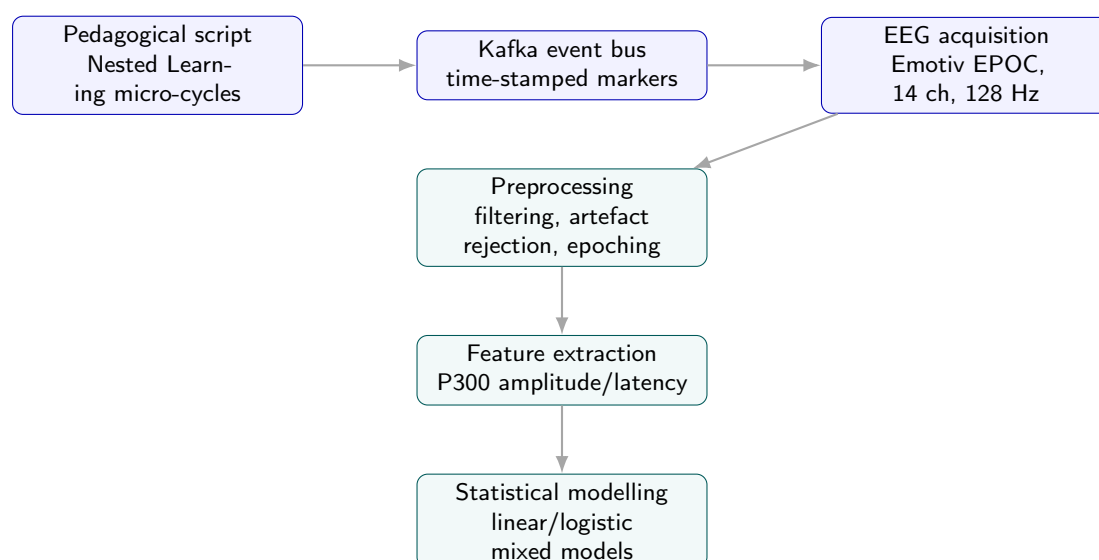 Pedagogical script
Nested Learn-
ing micro-cycles
Kafka event bus
time-stamped markers
EEG acquisition
Emotiv EPOC,
14 ch, 128 Hz
Preprocessing
filtering, artefact
rejection, epoching
Feature extraction
P300 amplitude/latency
Statistical modelling
linear/logistic
mixed models